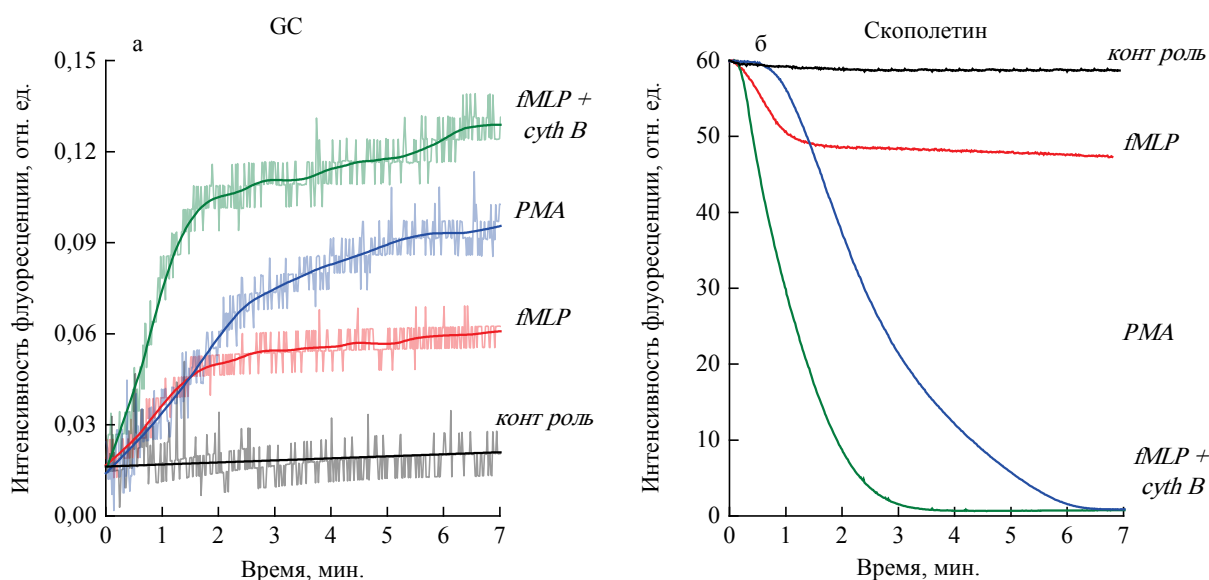 GC
а
Интенсивность флуоресценции, отн. ед.
0,15
0,12
0,09
0,06
0,03
0,00
0
1
2
3
4
5
6
7
Время, мин.
fMLP +
cyth B
PMA
fMLP
конт роль
Скополетин
б
Интенсивность флуоресценции, отн. ед.
60
50
40
30
20
10
0
0
1
2
3
4
5
6
7
Время, мин.
конт роль
fMLP
PMA
fMLP +
cyth B